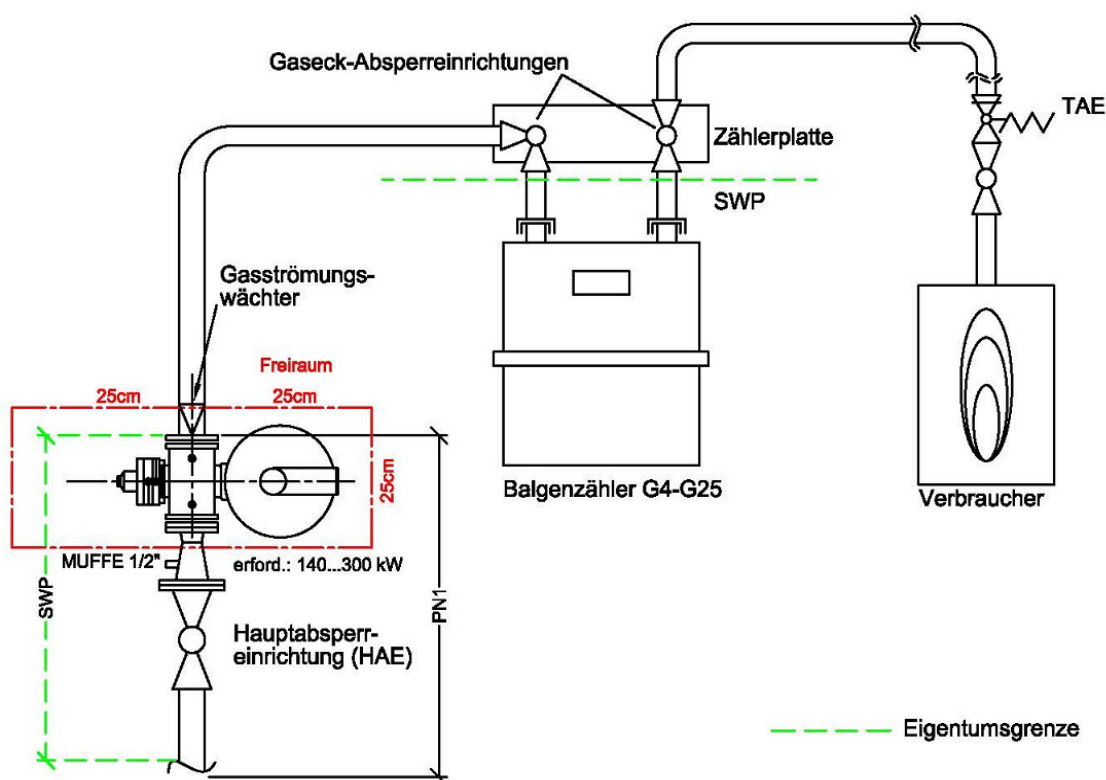 Gaseck-Absperreinrichtungen
TAE
Zählerplatte
SWP
Gasströmungs-
wächter
Freiraum
25cm
25cm
25cm
Balgenzähler G4-G25
Verbraucher
MUFFE 1/2"
erford.: 140...300 kW
SWP
PN1
Hauptabsperr-
einrichtung (HAE)
Eigentumsgrenze